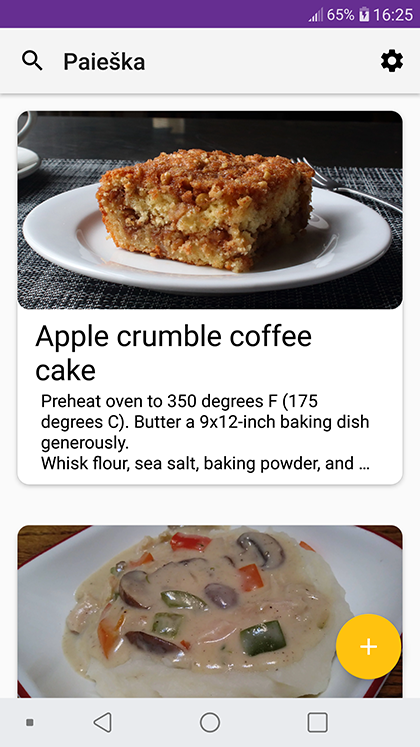 65% 16:25
Paieška
Apple crumble coffee
cake
Preheat oven to 350 degrees F (175
degrees C). Butter a 9x12-inch baking dish
generously.
Whisk flour, sea salt, baking powder, and ...